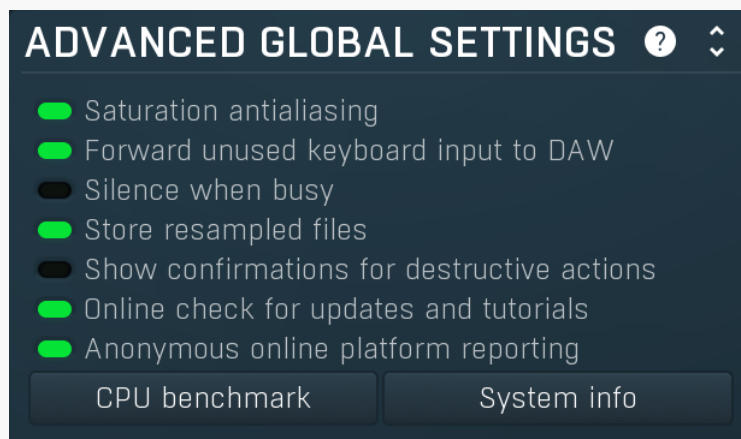 ADVANCED GLOBAL SETTINGS ?
Saturation antialiasing
Forward unused keyboard input to DAW
Silence when busy
Store resampled files
Show confirmations for destructive actions
Online check for updates and tutorials
Anonymous online platform reporting
CPU benchmark System info